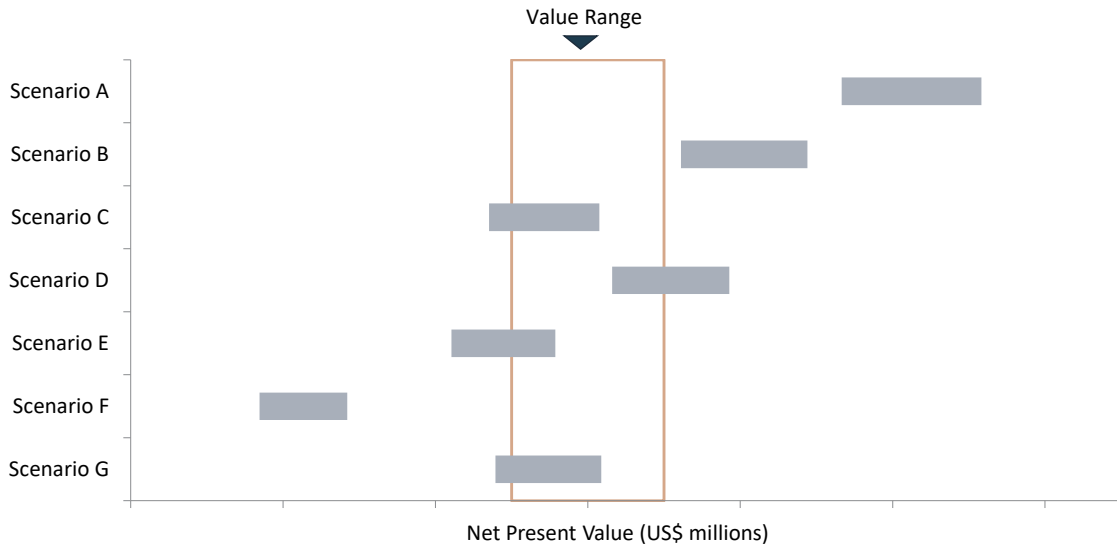 Value Range
Scenario A
Scenario B
Scenario C
Scenario D
Scenario E
Scenario F
Scenario G
Net Present Value (US$ millions)